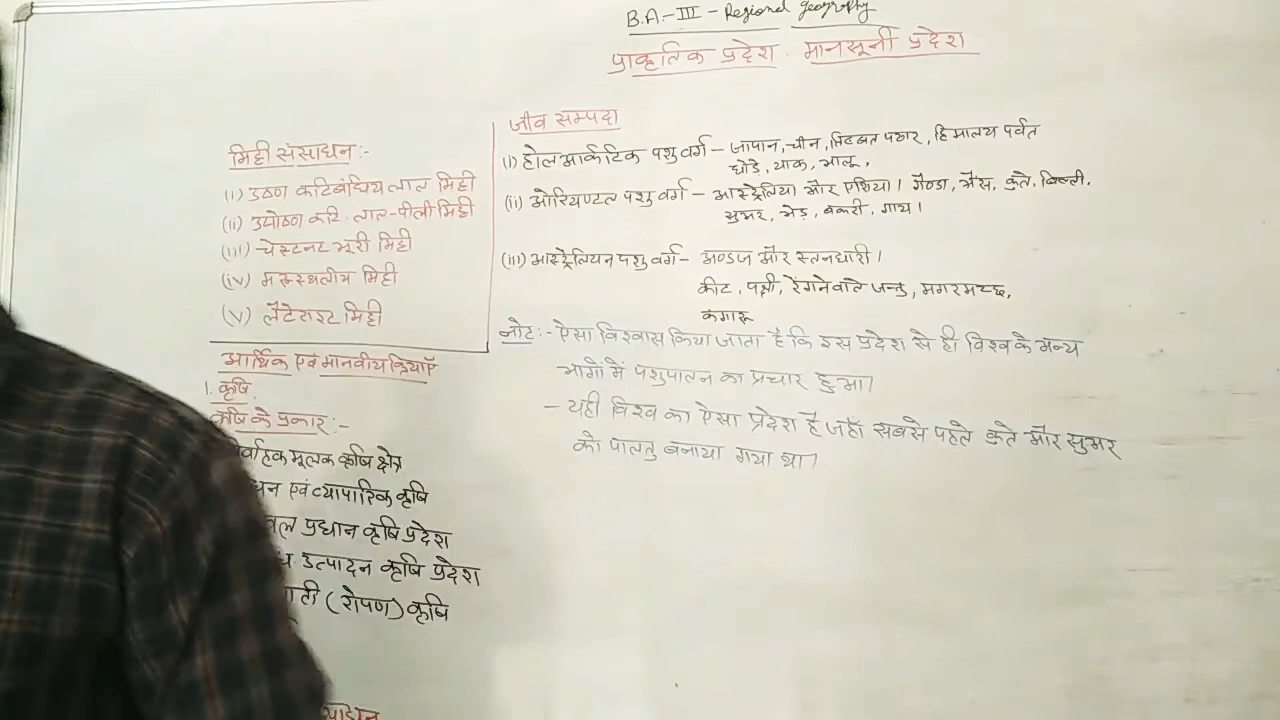 B.A-III - Regional Geography
प्राकृतिक प्रदेश . मानसूनी प्रदेश
मिट्टी संसाधन :-
(i) उष्ण कटिबंधिय लाल मिट्टी
(ii) उपोष्ण कटि. लाल-पीली मिट्टी
(iii) चेस्टनट भूरी मिट्टी
(iv) मरूस्थलीय मिट्टी
(v) लैटेराइट मिट्टी
आर्थिक एवं मानवीय क्रियाएँ
1. कृषि.
कृषि के प्रकार :-
र्वाहक मूलक कृषि क्षेत्र
एवं व्यापारिक कृषि
प्रधान कृषि प्रदेश
उत्पादन कृषि प्रदेश
(रोपण) कृषि
जीव सम्पदा
(i) होल आर्कटिक पशु वर्ग - जापान, चीन, तिब्बत पठार, हिमालय पर्वत
घोडे, याक, भालू,
(ii) ओरियण्टल पशु वर्ग - आस्ट्रेलिया और एशिया। गैण्डा, भैंस, कुत्ते, बिल्ली,
सुअर, भेड़, बकरी, गाय।
(iii) आस्ट्रेलियन पशु वर्ग - अण्डज और स्तनधारी।
कीट, पक्षी, रेंगने वाले जन्तु, मगरमच्छ,
कंगारू
नोट :- ऐसा विश्वास किया जाता है कि इस प्रदेश से ही विश्व के अन्य
भागों में पशुपालन का प्रचार हुआ।
- यही विश्व का ऐसा प्रदेश है जहाँ सबसे पहले कुत्ते और सुअर
को पालतु बनाया गया था।